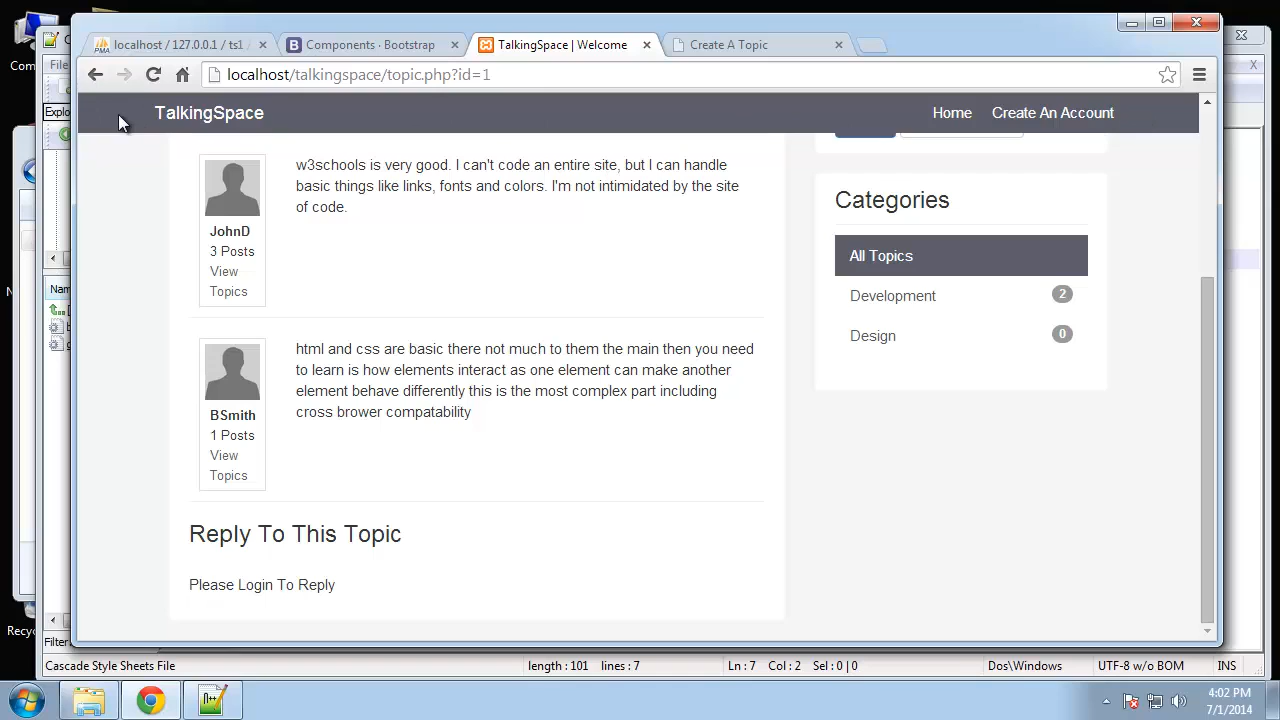 localhost / 127.0.0.1 / ts1
Components · Bootstrap
TalkingSpace | Welcome
Create A Topic
localhost/talkingspace/topic.php?id=1
TalkingSpace
Home
Create An Account
w3schools is very good. I can't code an entire site, but I can handle
basic things like links, fonts and colors. I'm not intimidated by the site
of code.
JohnD
3 Posts
View
Topics
html and css are basic there not much to them the main then you need
to learn is how elements interact as one element can make another
element behave differently this is the most complex part including
cross brower compatability
BSmith
1 Posts
View
Topics
Reply To This Topic
Please Login To Reply
Categories
All Topics
Development
2
Design
0
File
Name
Filter
Cascade Style Sheets File
length : 101
lines : 7
Ln : 7
Col : 2
Sel : 0 | 0
Dos\Windows
UTF-8 w/o BOM
INS
4:02 PM
7/1/2014